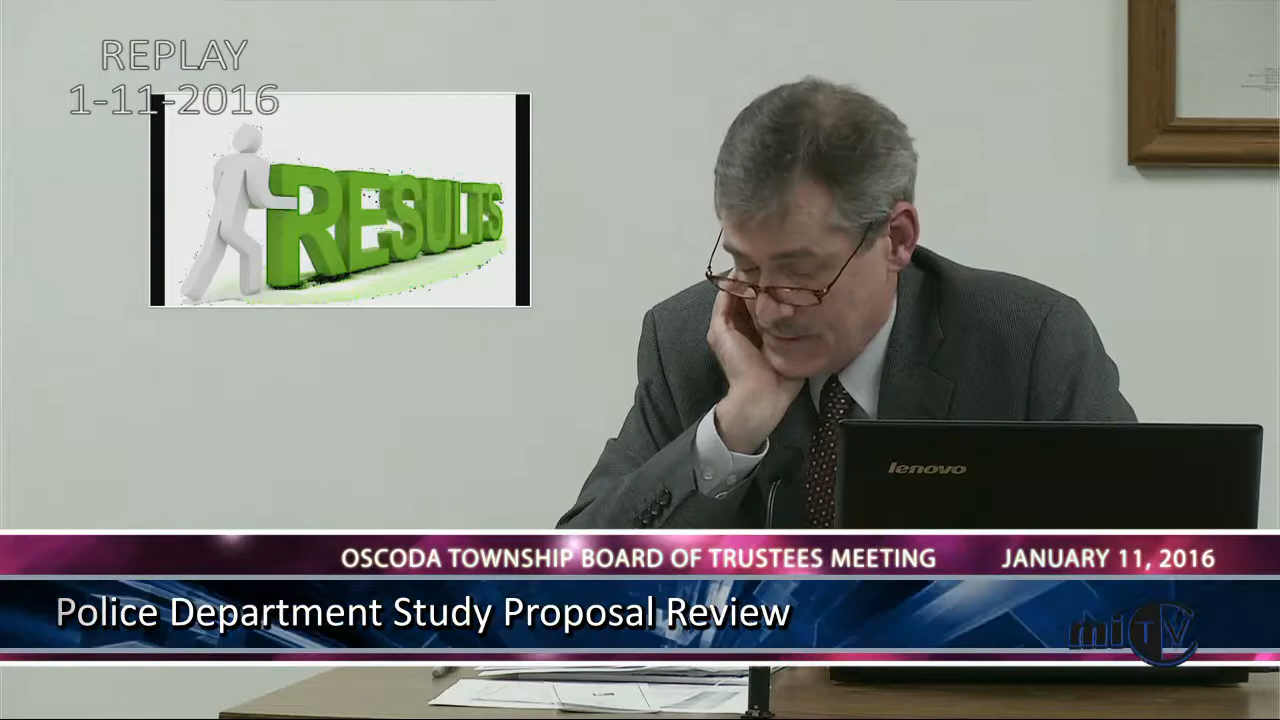 REPLAY
1-11-2016
RESULTS
lenovo
OSCODA TOWNSHIP BOARD OF TRUSTEES MEETING JANUARY 11, 2016
Police Department Study Proposal Review
miTV